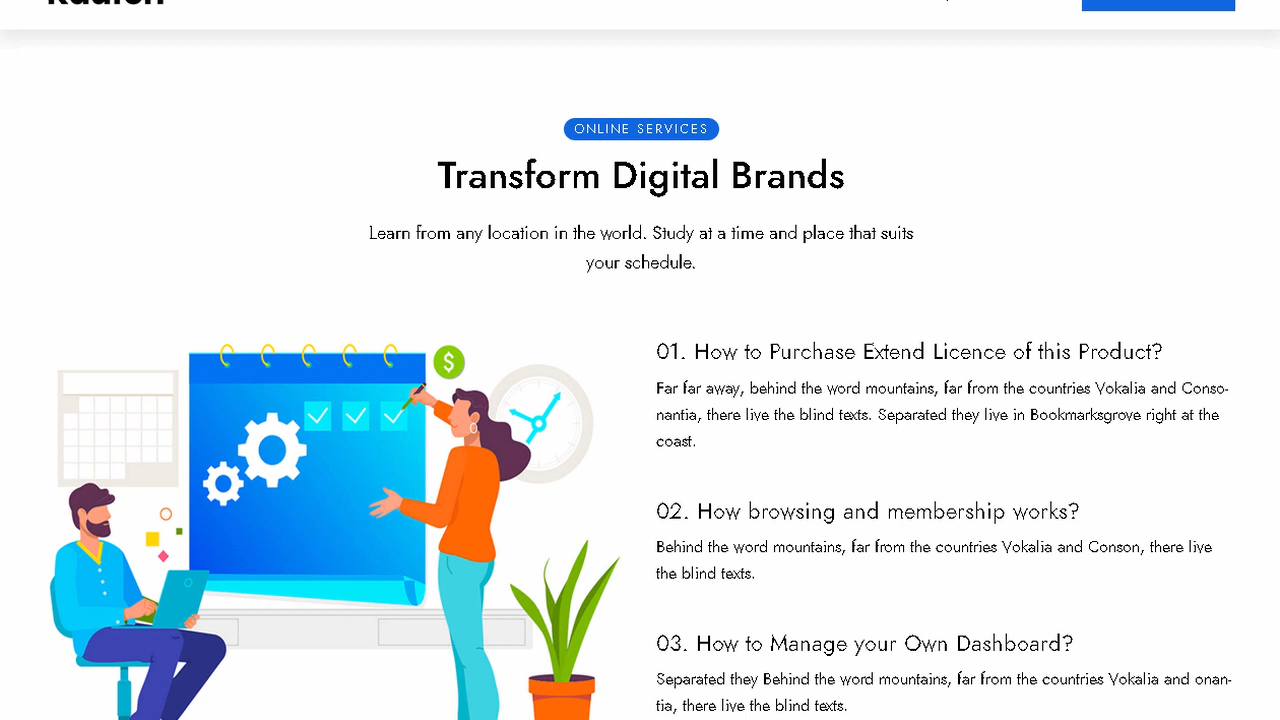 ONLINE SERVICES
Transform Digital Brands
Learn from any location in the world. Study at a time and place that suits
your schedule.
$
01. How to Purchase Extend Licence of this Product?
Far far away, behind the word mountains, far from the countries Vokalia and Conso-
nantia, there live the blind texts. Separated they live in Bookmarksgrove right at the
coast.
02. How browsing and membership works?
Behind the word mountains, far from the countries Vokalia and Conson, there live
the blind texts.
03. How to Manage your Own Dashboard?
Separated they Behind the word mountains, far from the countries Vokalia and onan-
tia, there live the blind texts.